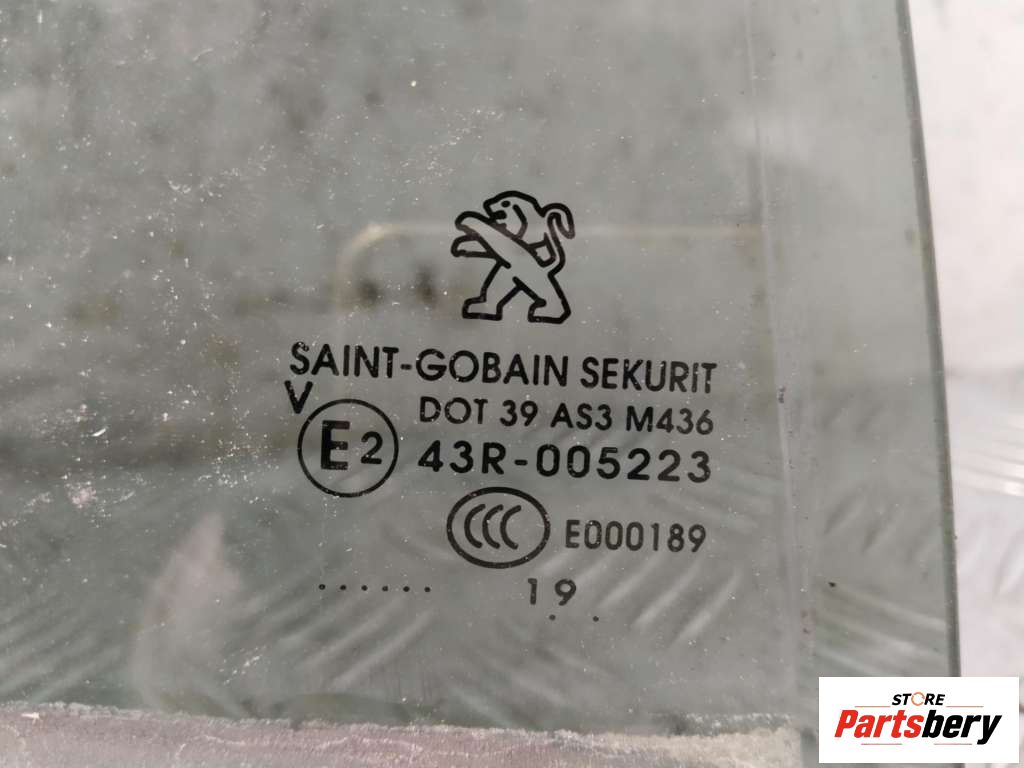 SAINT-GOBAIN SEKURIT
V
DOT 39 AS3 M436
E2 43R-005223
CCC E000189
...... 19
..
STORE
Partsbery